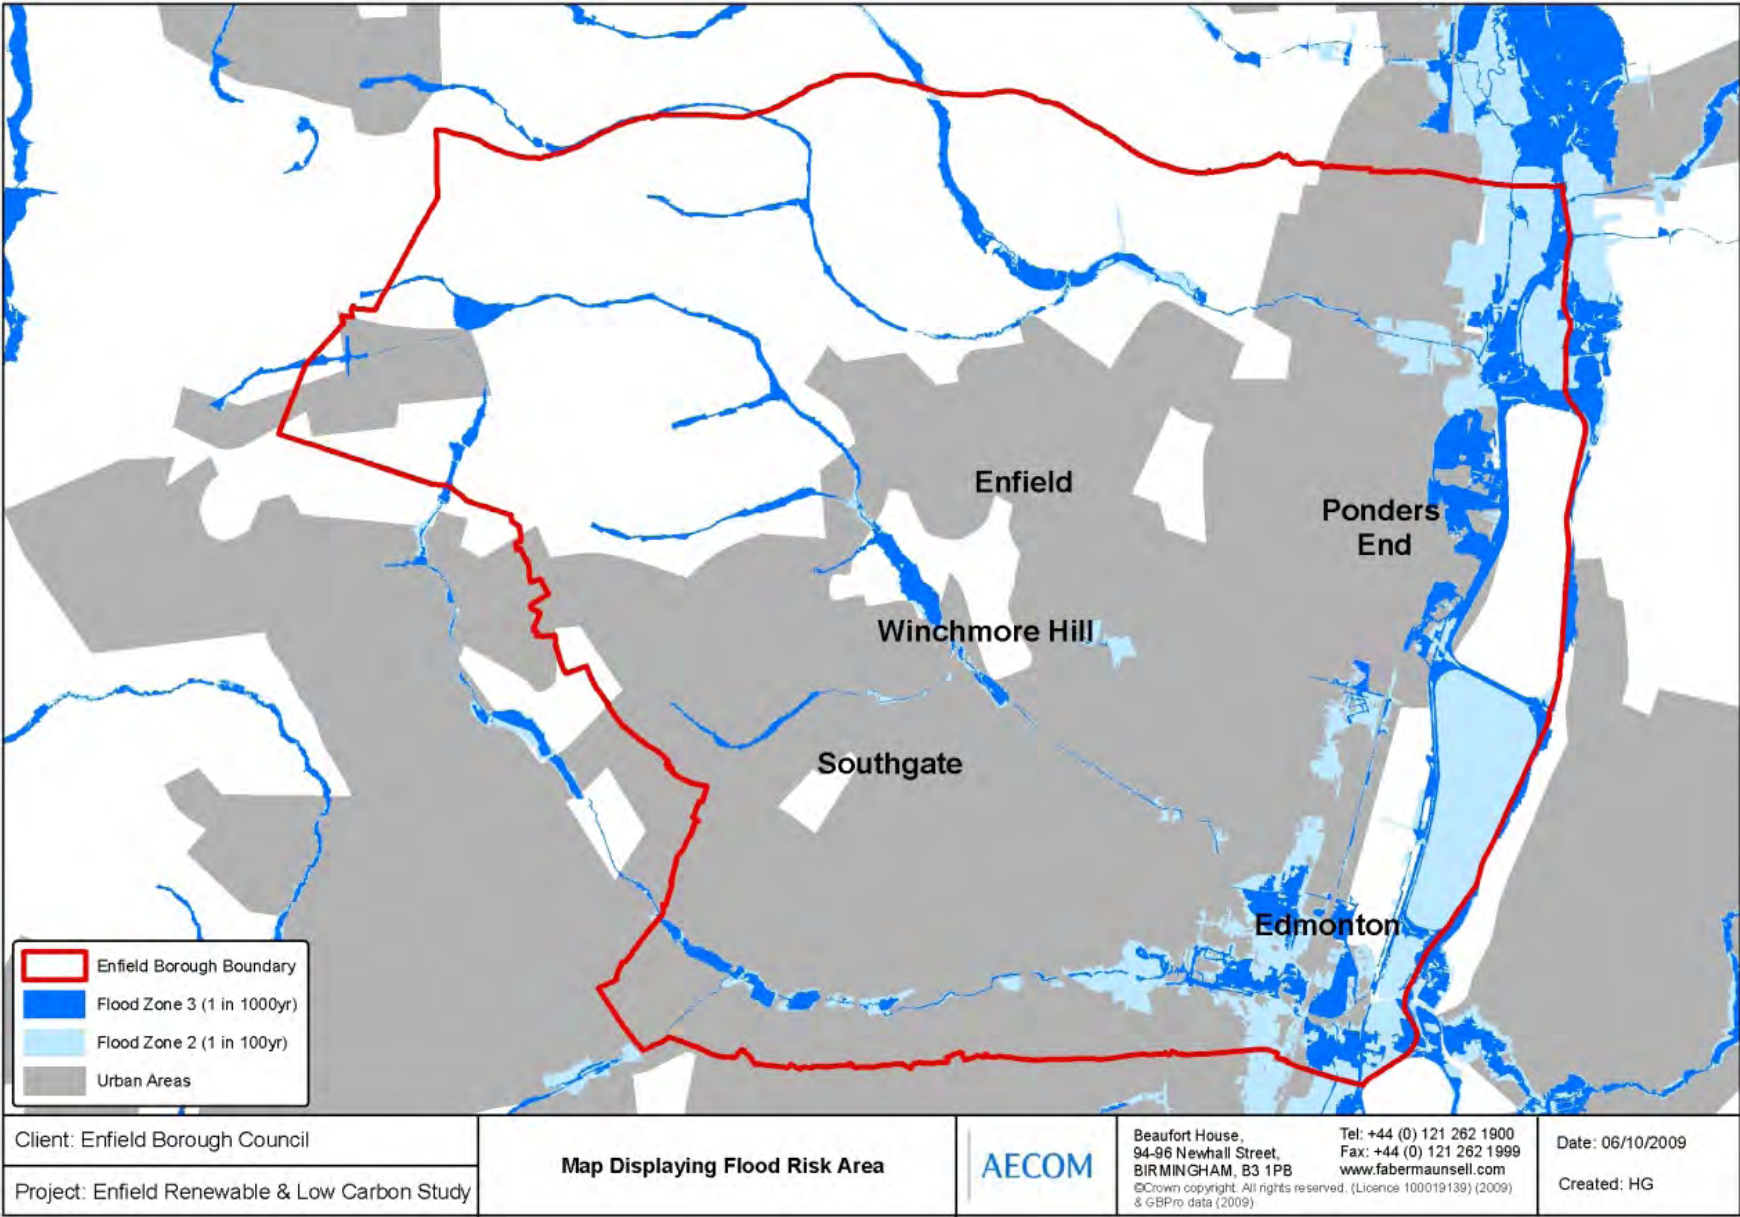 Enfield
Ponders
End
Winchmore Hill
Southgate
Edmonton
Enfield Borough Boundary
Flood Zone 3 (1 in 1000yr)
Flood Zone 2 (1 in 100yr)
Urban Areas
Client: Enfield Borough Council
Project: Enfield Renewable & Low Carbon Study
Map Displaying Flood Risk Area
AECOM
Beaufort House,
94-96 Newhall Street,
BIRMINGHAM, B3 1PB
Tel: +44 (0) 121 262 1900
Fax: +44 (0) 121 262 1999
www.fabermaunsell.com
©Crown copyright. All rights reserved. (Licence 100019139) (2009)
& GBPro data (2009)
Date: 06/10/2009
Created: HG